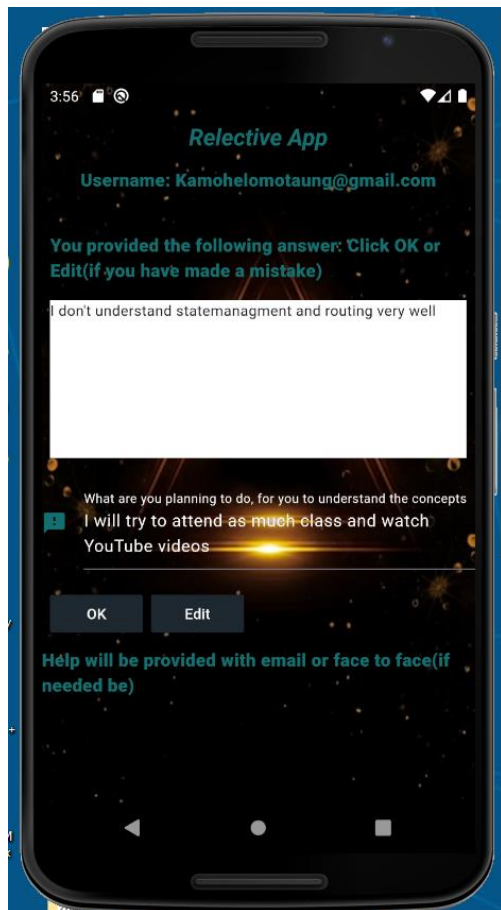 3:56
Relective App
Username: Kamohelomotaung@gmail.com
You provided the following answer: Click OK or
Edit(if you have made a mistake)
I don't understand statemanagment and routing very well
What are you planning to do, for you to understand the concepts
I will try to attend as much class and watch
YouTube videos
OK Edit
Help will be provided with email or face to face(if
needed be)